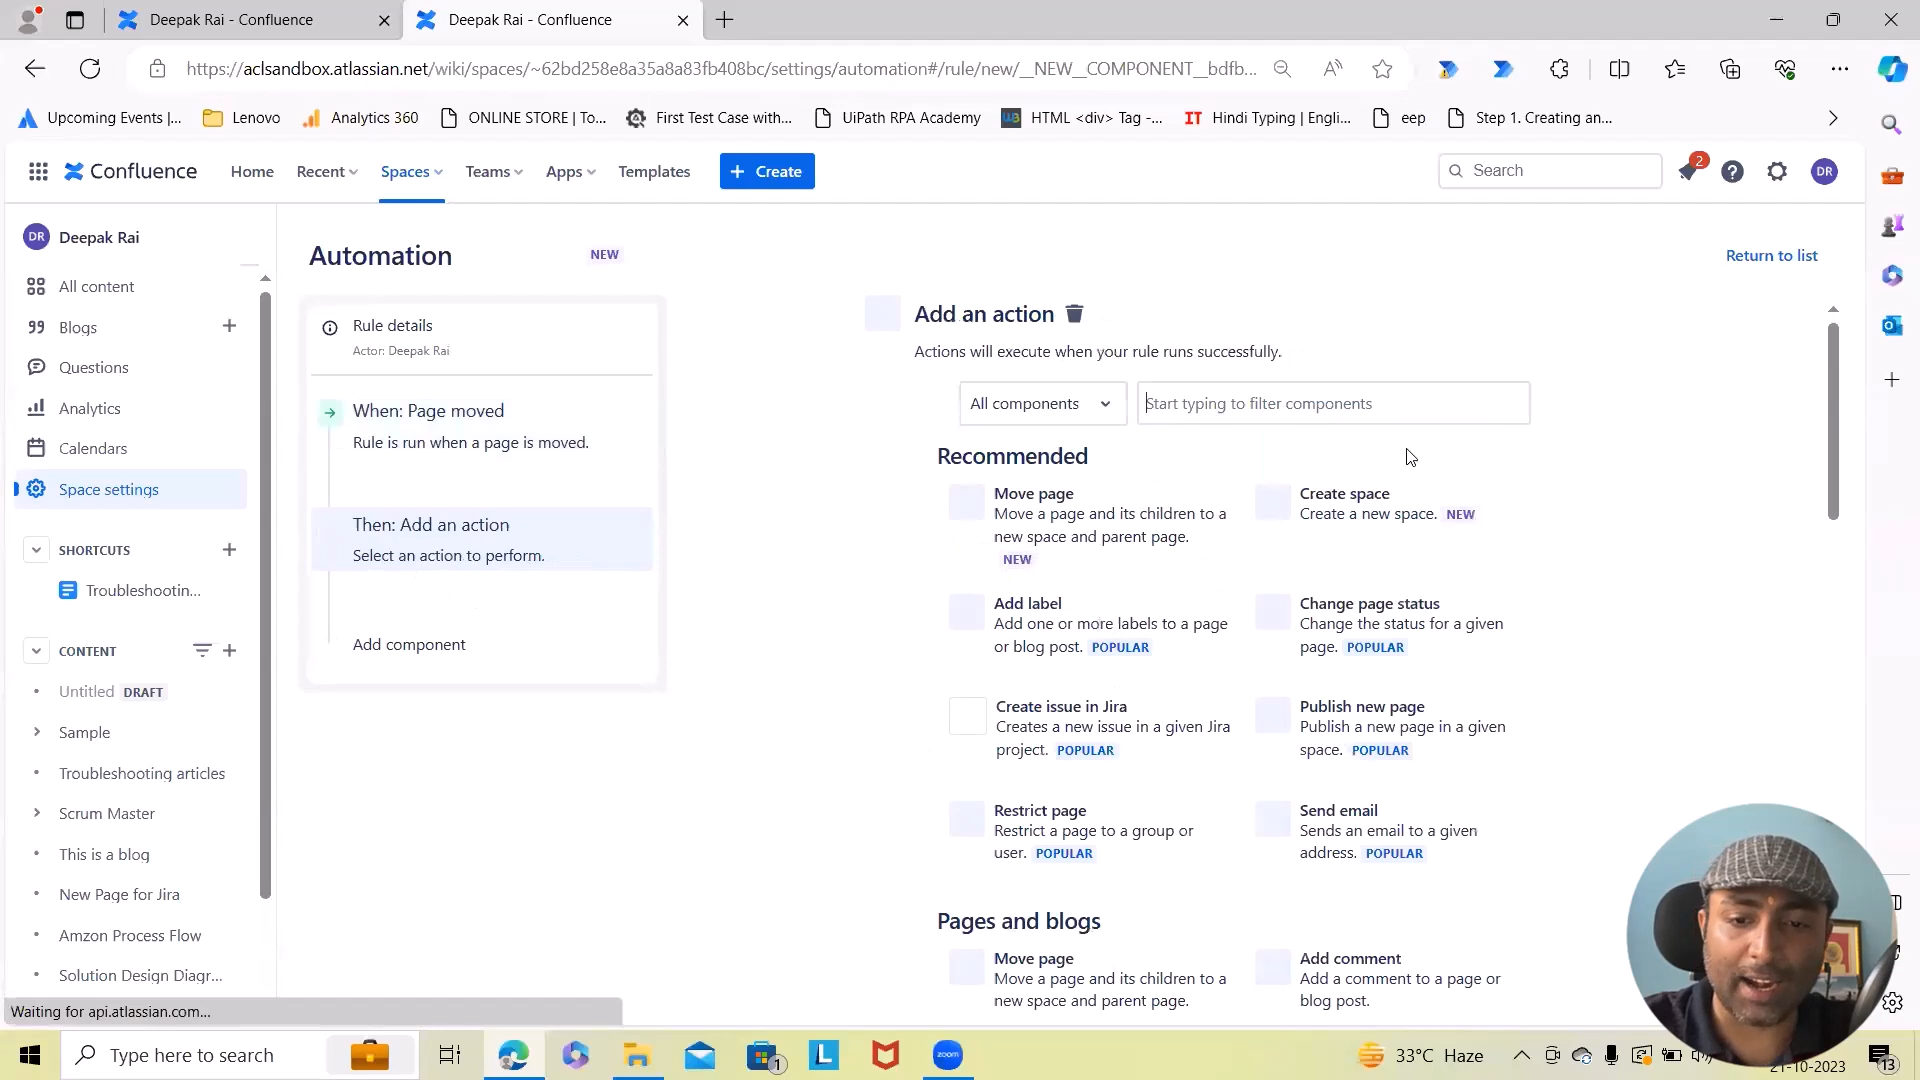 Deepak Rai - Confluence
Deepak Rai - Confluence
https://aclsandbox.atlassian.net/wiki/spaces/~62bd258e8a35a8a83fb408bc/settings/automation#/rule/new/__NEW__COMPONENT__bdfb...
Upcoming Events |...
Lenovo
Analytics 360
ONLINE STORE | To...
First Test Case with...
UiPath RPA Academy
HTML <div> Tag -...
IT Hindi Typing | Engli...
eep
Step 1. Creating an...
Confluence
Home
Recent
Spaces
Teams
Apps
Templates
+ Create
Search
2
DR
DR Deepak Rai
All content
Blogs
Questions
Analytics
Calendars
Space settings
SHORTCUTS
Troubleshootin...
CONTENT
Untitled DRAFT
Sample
Troubleshooting articles
Scrum Master
This is a blog
New Page for Jira
Amzon Process Flow
Solution Design Diagr...
Waiting for api.atlassian.com...
Automation NEW
Return to list
Rule details
Actor: Deepak Rai
When: Page moved
Rule is run when a page is moved.
Then: Add an action
Select an action to perform.
Add component
Add an action
Actions will execute when your rule runs successfully.
All components
Start typing to filter components
Recommended
Move page
Move a page and its children to a
new space and parent page.
NEW
Create space
Create a new space. NEW
Add label
Add one or more labels to a page
or blog post. POPULAR
Change page status
Change the status for a given
page. POPULAR
Create issue in Jira
Creates a new issue in a given Jira
project. POPULAR
Publish new page
Publish a new page in a given
space. POPULAR
Restrict page
Restrict a page to a group or
user. POPULAR
Send email
Sends an email to a given
address. POPULAR
Pages and blogs
Move page
Move a page and its children to a
new space and parent page.
Add comment
Add a comment to a page or
blog post.
Type here to search
1
L
zoom
33°C Haze
21-10-2023
13